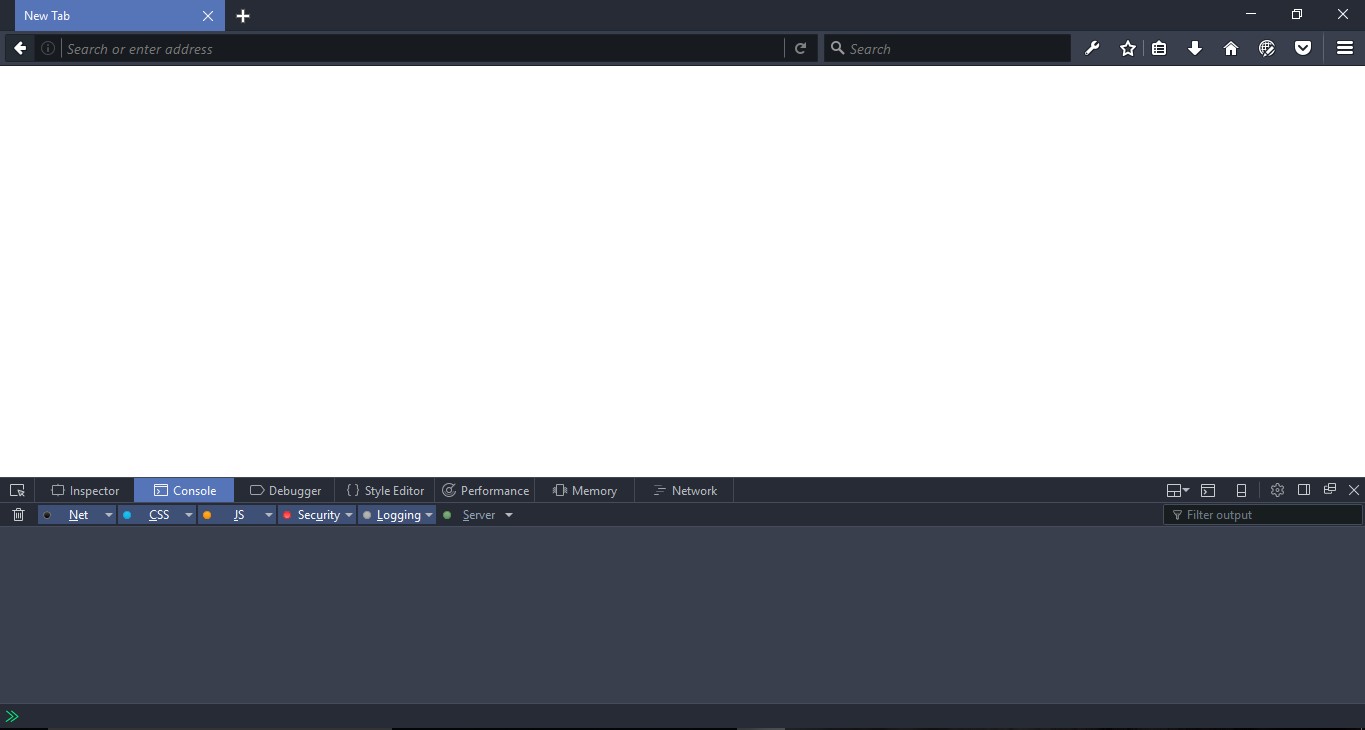 New Tab
Search or enter address
Search
Inspector Console Debugger { } Style Editor Performance Memory Network
Net CSS JS Security Logging Server
Filter output